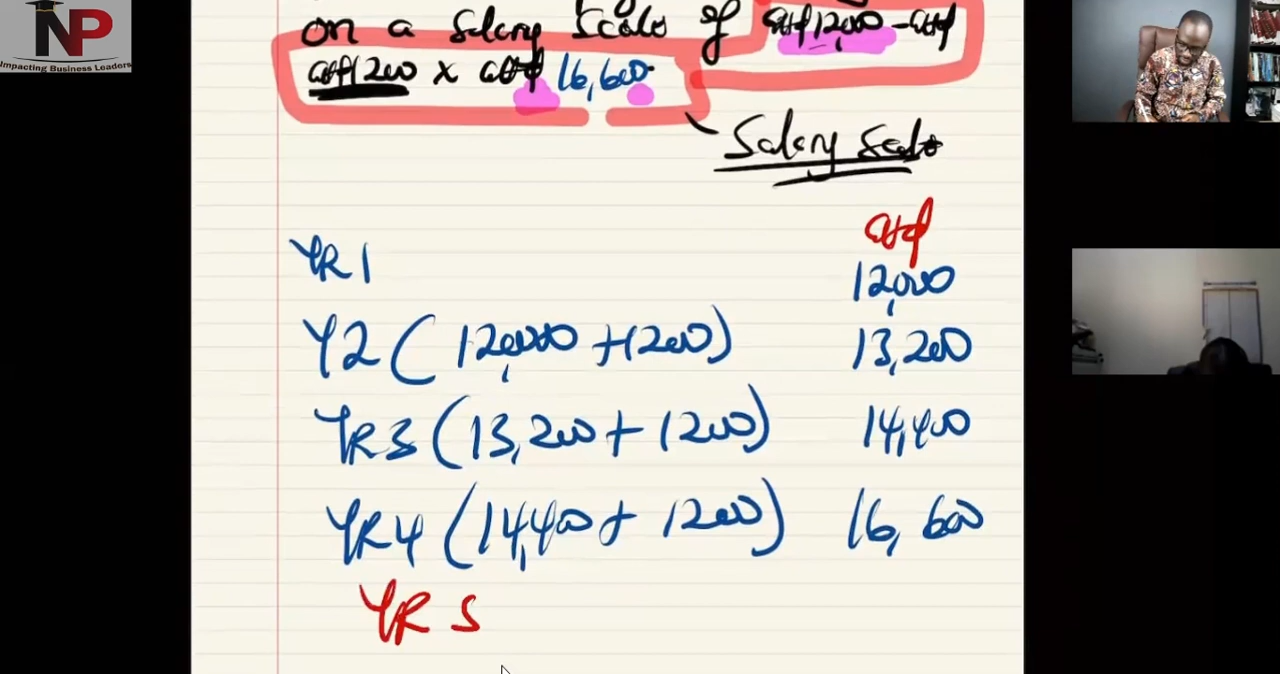 NP
Impacting Business Leaders
on a Salary Scale of GH¢12,000 - GH¢
GH¢1200 x GH¢ 16,600
Salary Scale
GH¢
YR 1
12,000
Y2 ( 12,000 + 1200) 13,200
YR 3 ( 13,200 + 1200) 14,400
YR 4 ( 14,400 + 1200) 16,600
YR 5